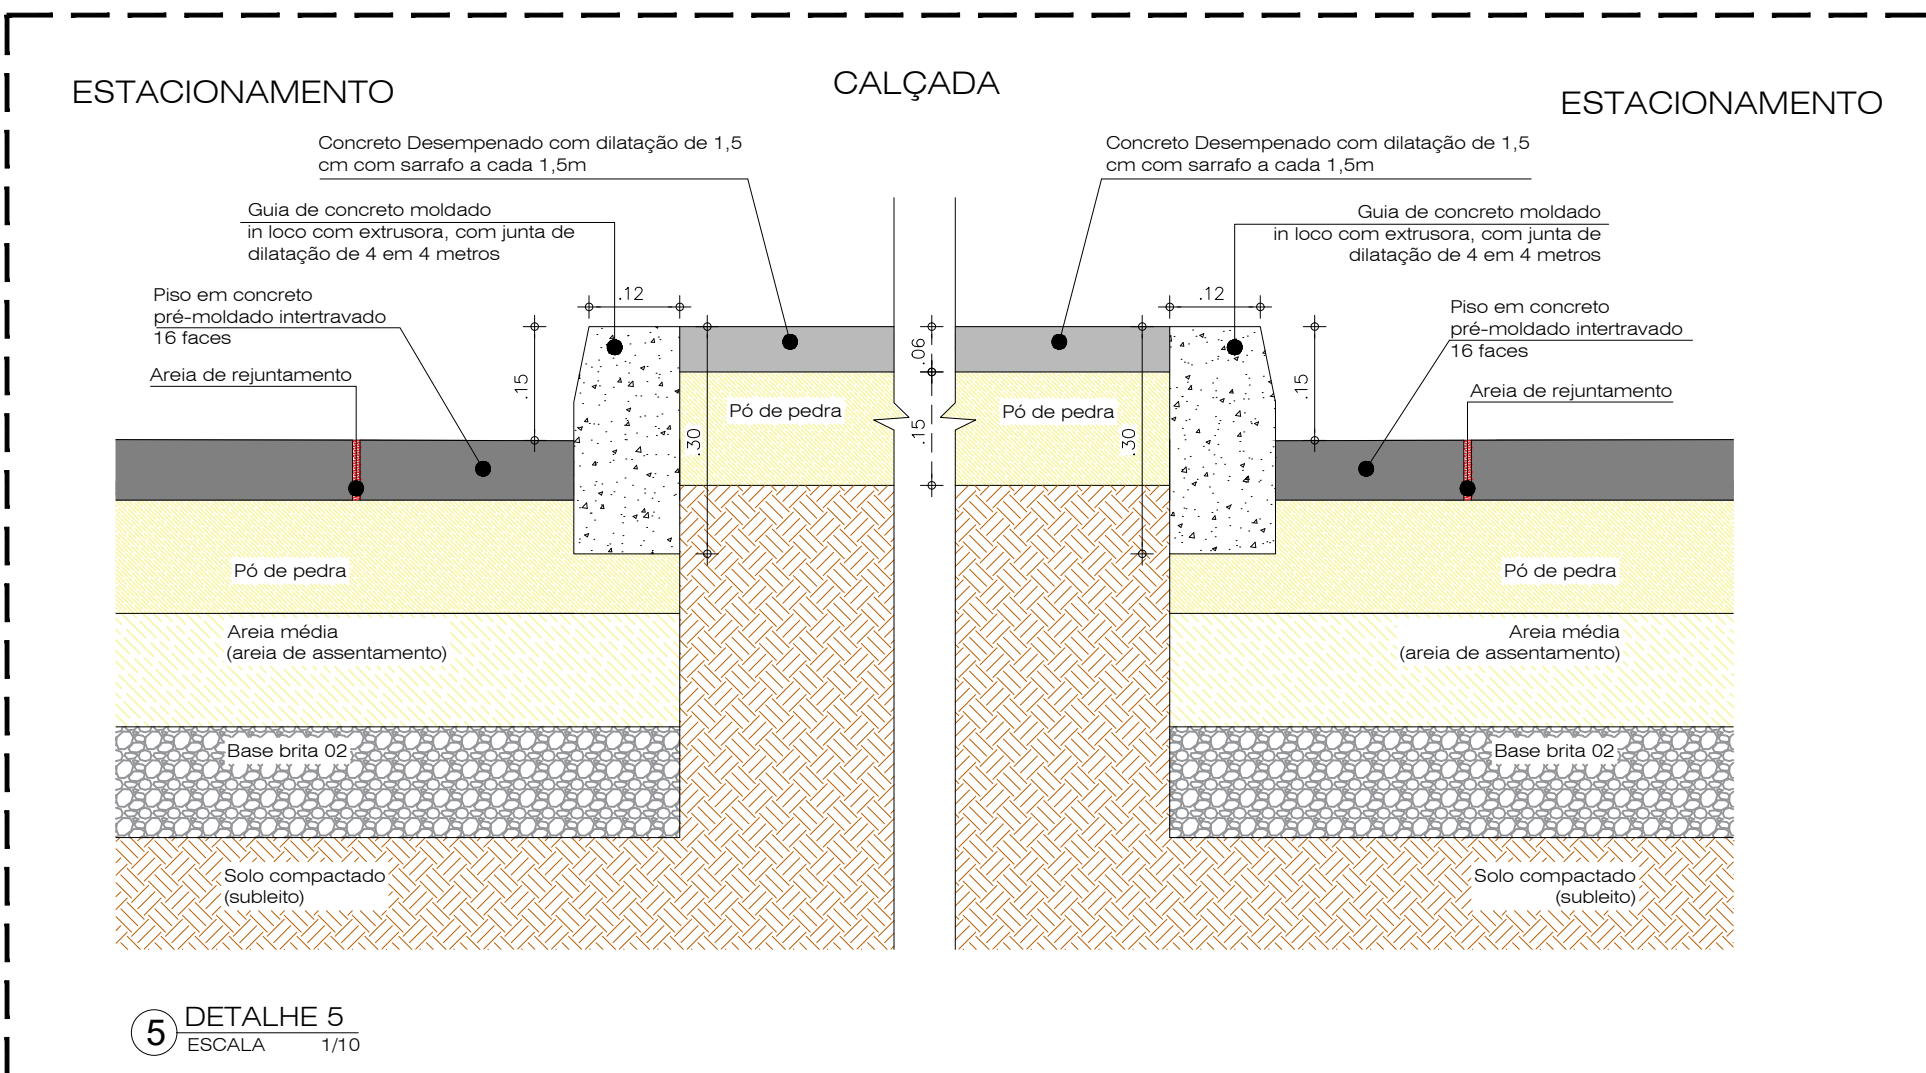 ESTACIONAMENTO
CALÇADA
ESTACIONAMENTO
Concreto Desempenado com dilatação de 1,5
cm com sarrafo a cada 1,5m
Concreto Desempenado com dilatação de 1,5
cm com sarrafo a cada 1,5m
Guia de concreto moldado
in loco com extrusora, com junta de
dilatação de 4 em 4 metros
Guia de concreto moldado
in loco com extrusora, com junta de
dilatação de 4 em 4 metros
Piso em concreto
pré-moldado intertravado
16 faces
.12
.12
Piso em concreto
pré-moldado intertravado
16 faces
Areia de rejuntamento
.15
.06
.15
Areia de rejuntamento
Pó de pedra
Pó de pedra
.30
.15
.30
Pó de pedra
Pó de pedra
Areia média
(areia de assentamento)
Areia média
(areia de assentamento)
Base brita 02
Base brita 02
Solo compactado
(subleito)
Solo compactado
(subleito)
5
DETALHE 5
ESCALA 1/10